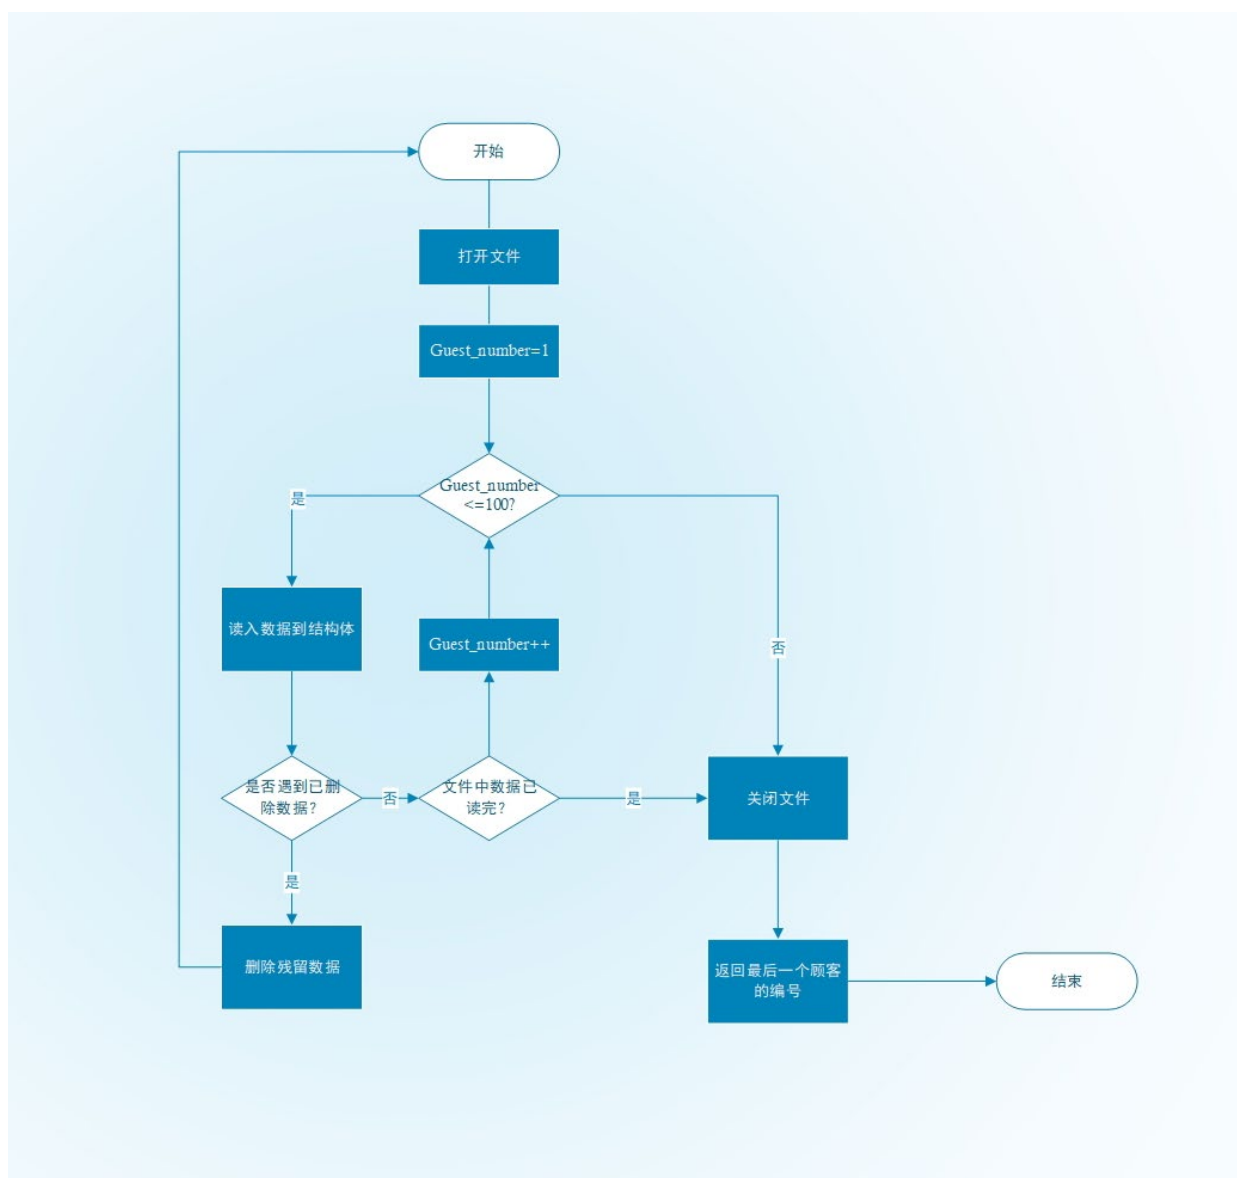 开始
打开文件
Guest_number=1
Guest_number
<=100?
是
读入数据到结构体
Guest_number++
否
是否遇到已删
除数据?
否
文件中数据已
读完?
是
关闭文件
是
删除残留数据
返回最后一个顾客
的编号
结束